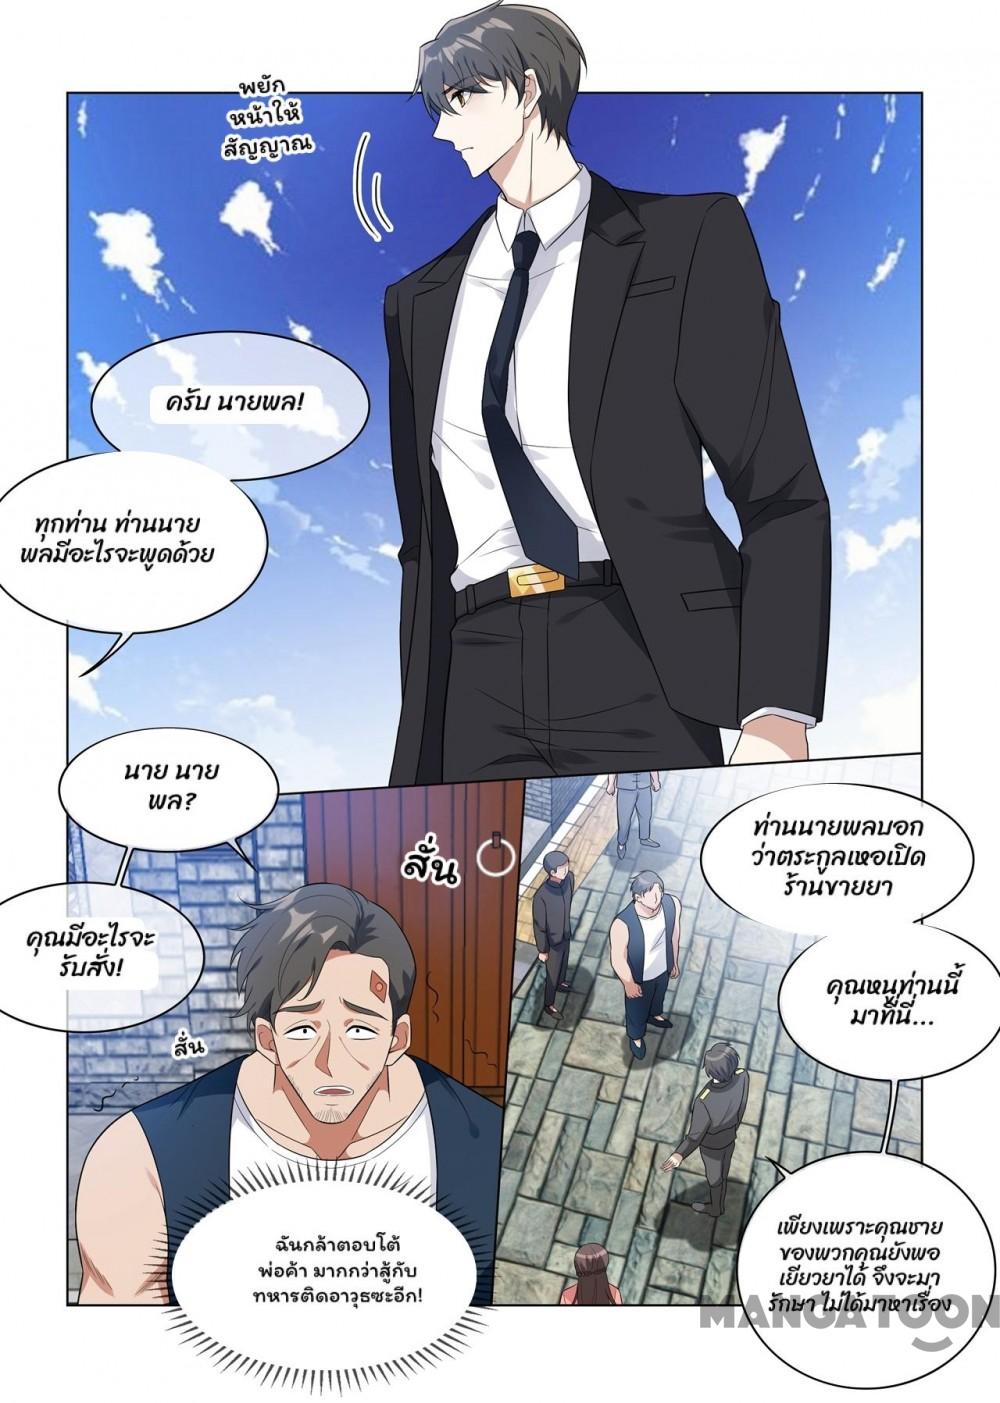 พยัก
หน้าให้
สัญญาณ
ครับ นายพล!
ทุกท่าน ท่านนาย
พลมีอะไรจะพูดด้วย
นาย นาย
พล?
คุณมีอะไรจะ
รับสั่ง!
สั่น
สั่น
ฉันกล้าตอบโต้
พ่อค้า มากกว่าสู้กับ
ทหารติดอาวุธซะอีก!
ท่านนายพลบอก
ว่าตระกูลเหอเปิด
ร้านขายยา
คุณหนูท่านนี้
มาที่นี่...
เพียงเพราะคุณชาย
ของพวกคุณยังพอ
เยียวยาได้ จึงจะมา
รักษา ไม่ได้มาหาเรื่อง
MANGATOON